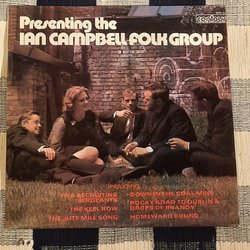 Presenting the
IAN CAMPBELL FOLK GROUP
CONTOUR
including
TWA RECRUITING
SERGEANTS
THE KEEL ROW
THE JUTE MILL SONG
DOWN IN THE COAL MINE
ROCKY ROAD TO DUBLIN &
DROPS OF BRANDY
HOMEWARD BOUND